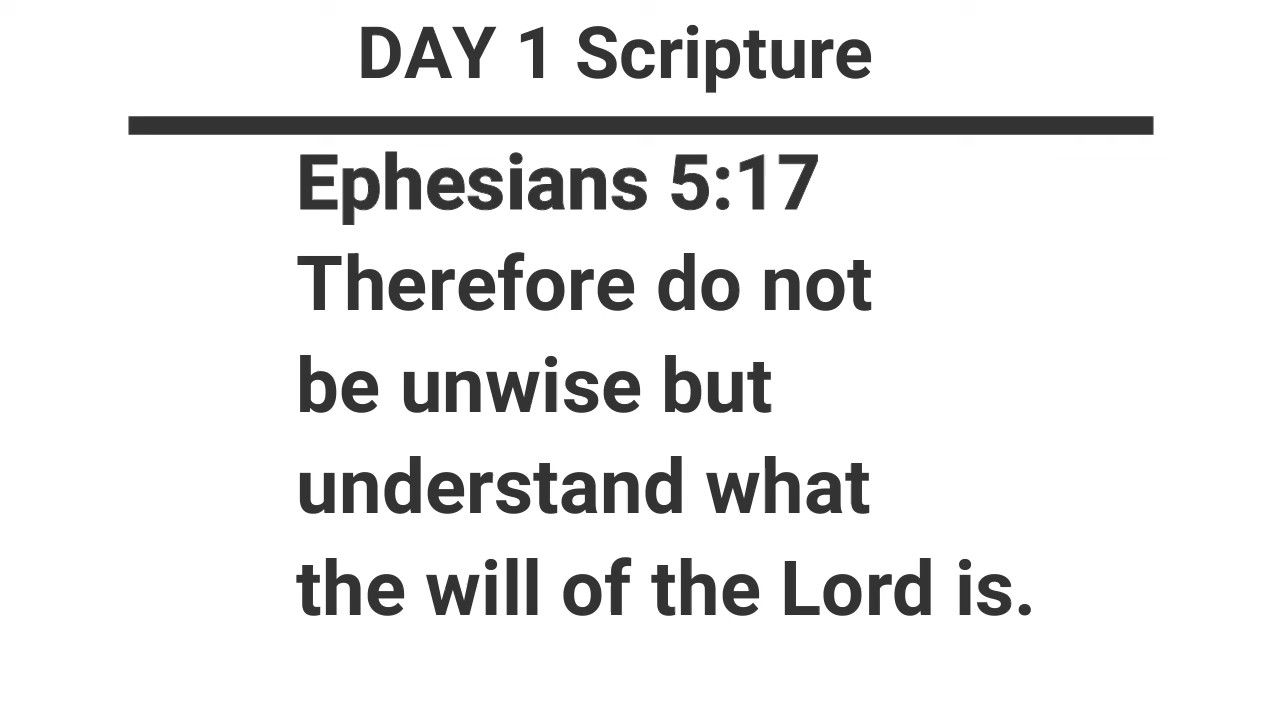 DAY 1 Scripture
Ephesians 5:17
Therefore do not
be unwise but
understand what
the will of the Lord is.